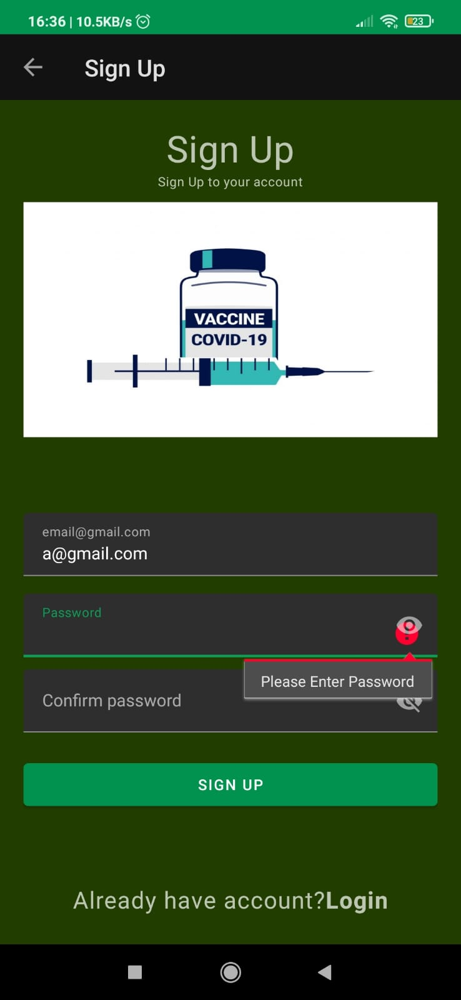 16:36 | 10.5KB/s 23
Sign Up
Sign Up
Sign Up to your account
VACCINE
COVID-19
email@gmail.com
a@gmail.com
Password
Please Enter Password
Confirm password
SIGN UP
Already have account?Login